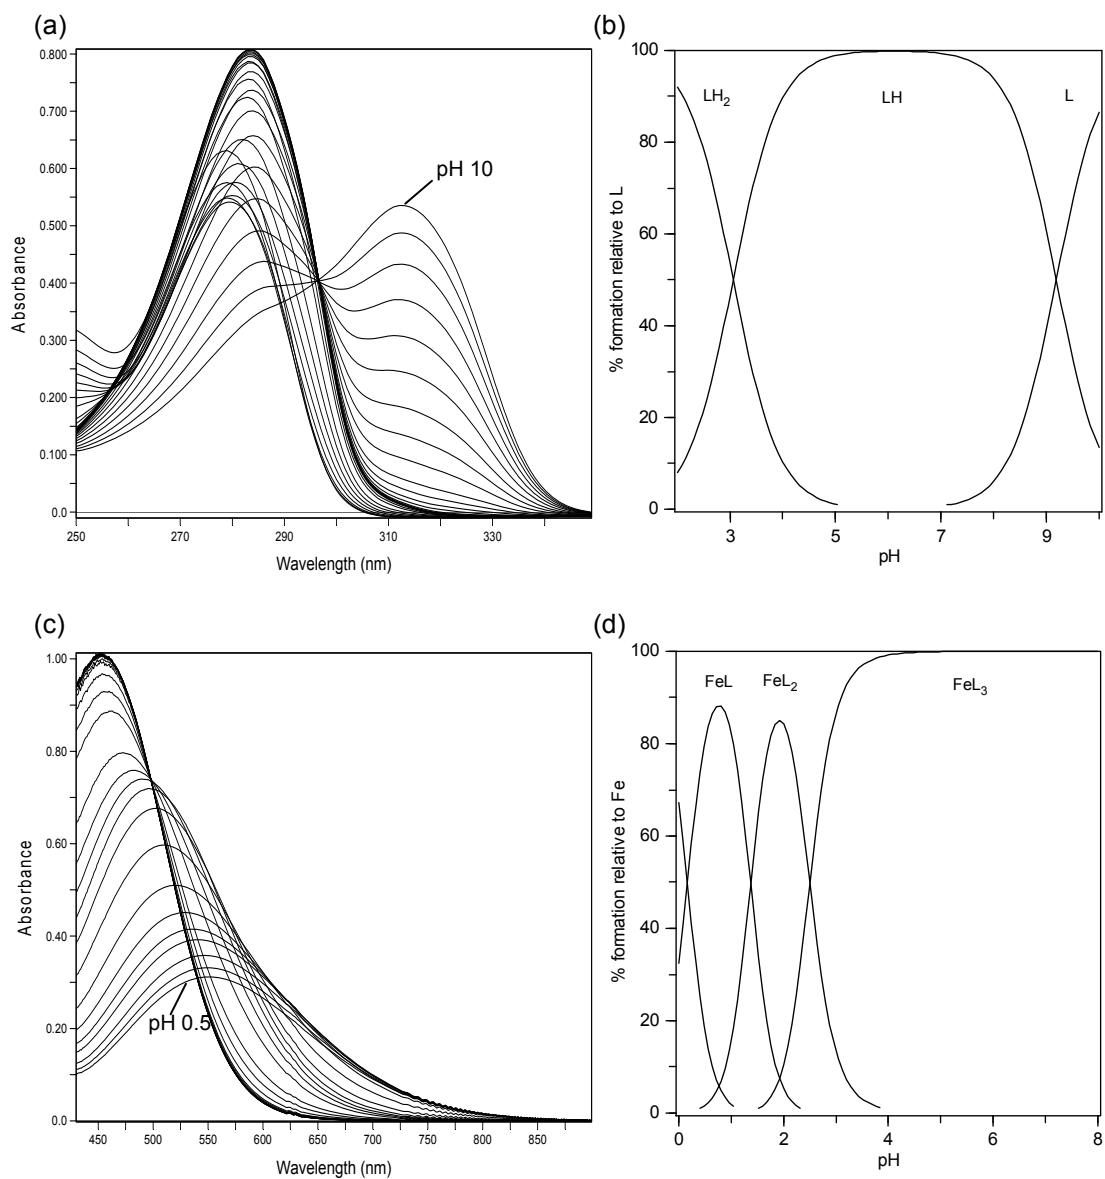 (a)
0.800
0.700
0.600
0.500
0.400
0.300
0.200
0.100
0.0
Absorbance
pH 10
250
270
290
310
330
Wavelength (nm)
(b)
100
80
60
40
20
0
% formation relative to L
LH₂
LH
L
3
5
7
9
pH
(c)
1.00
0.80
0.60
0.40
0.20
0.0
Absorbance
pH 0.5
450
500
550
600
650
700
750
800
850
Wavelength (nm)
(d)
100
80
60
40
20
0
% formation relative to Fe
FeL
FeL₂
FeL₃
0
2
4
6
8
pH